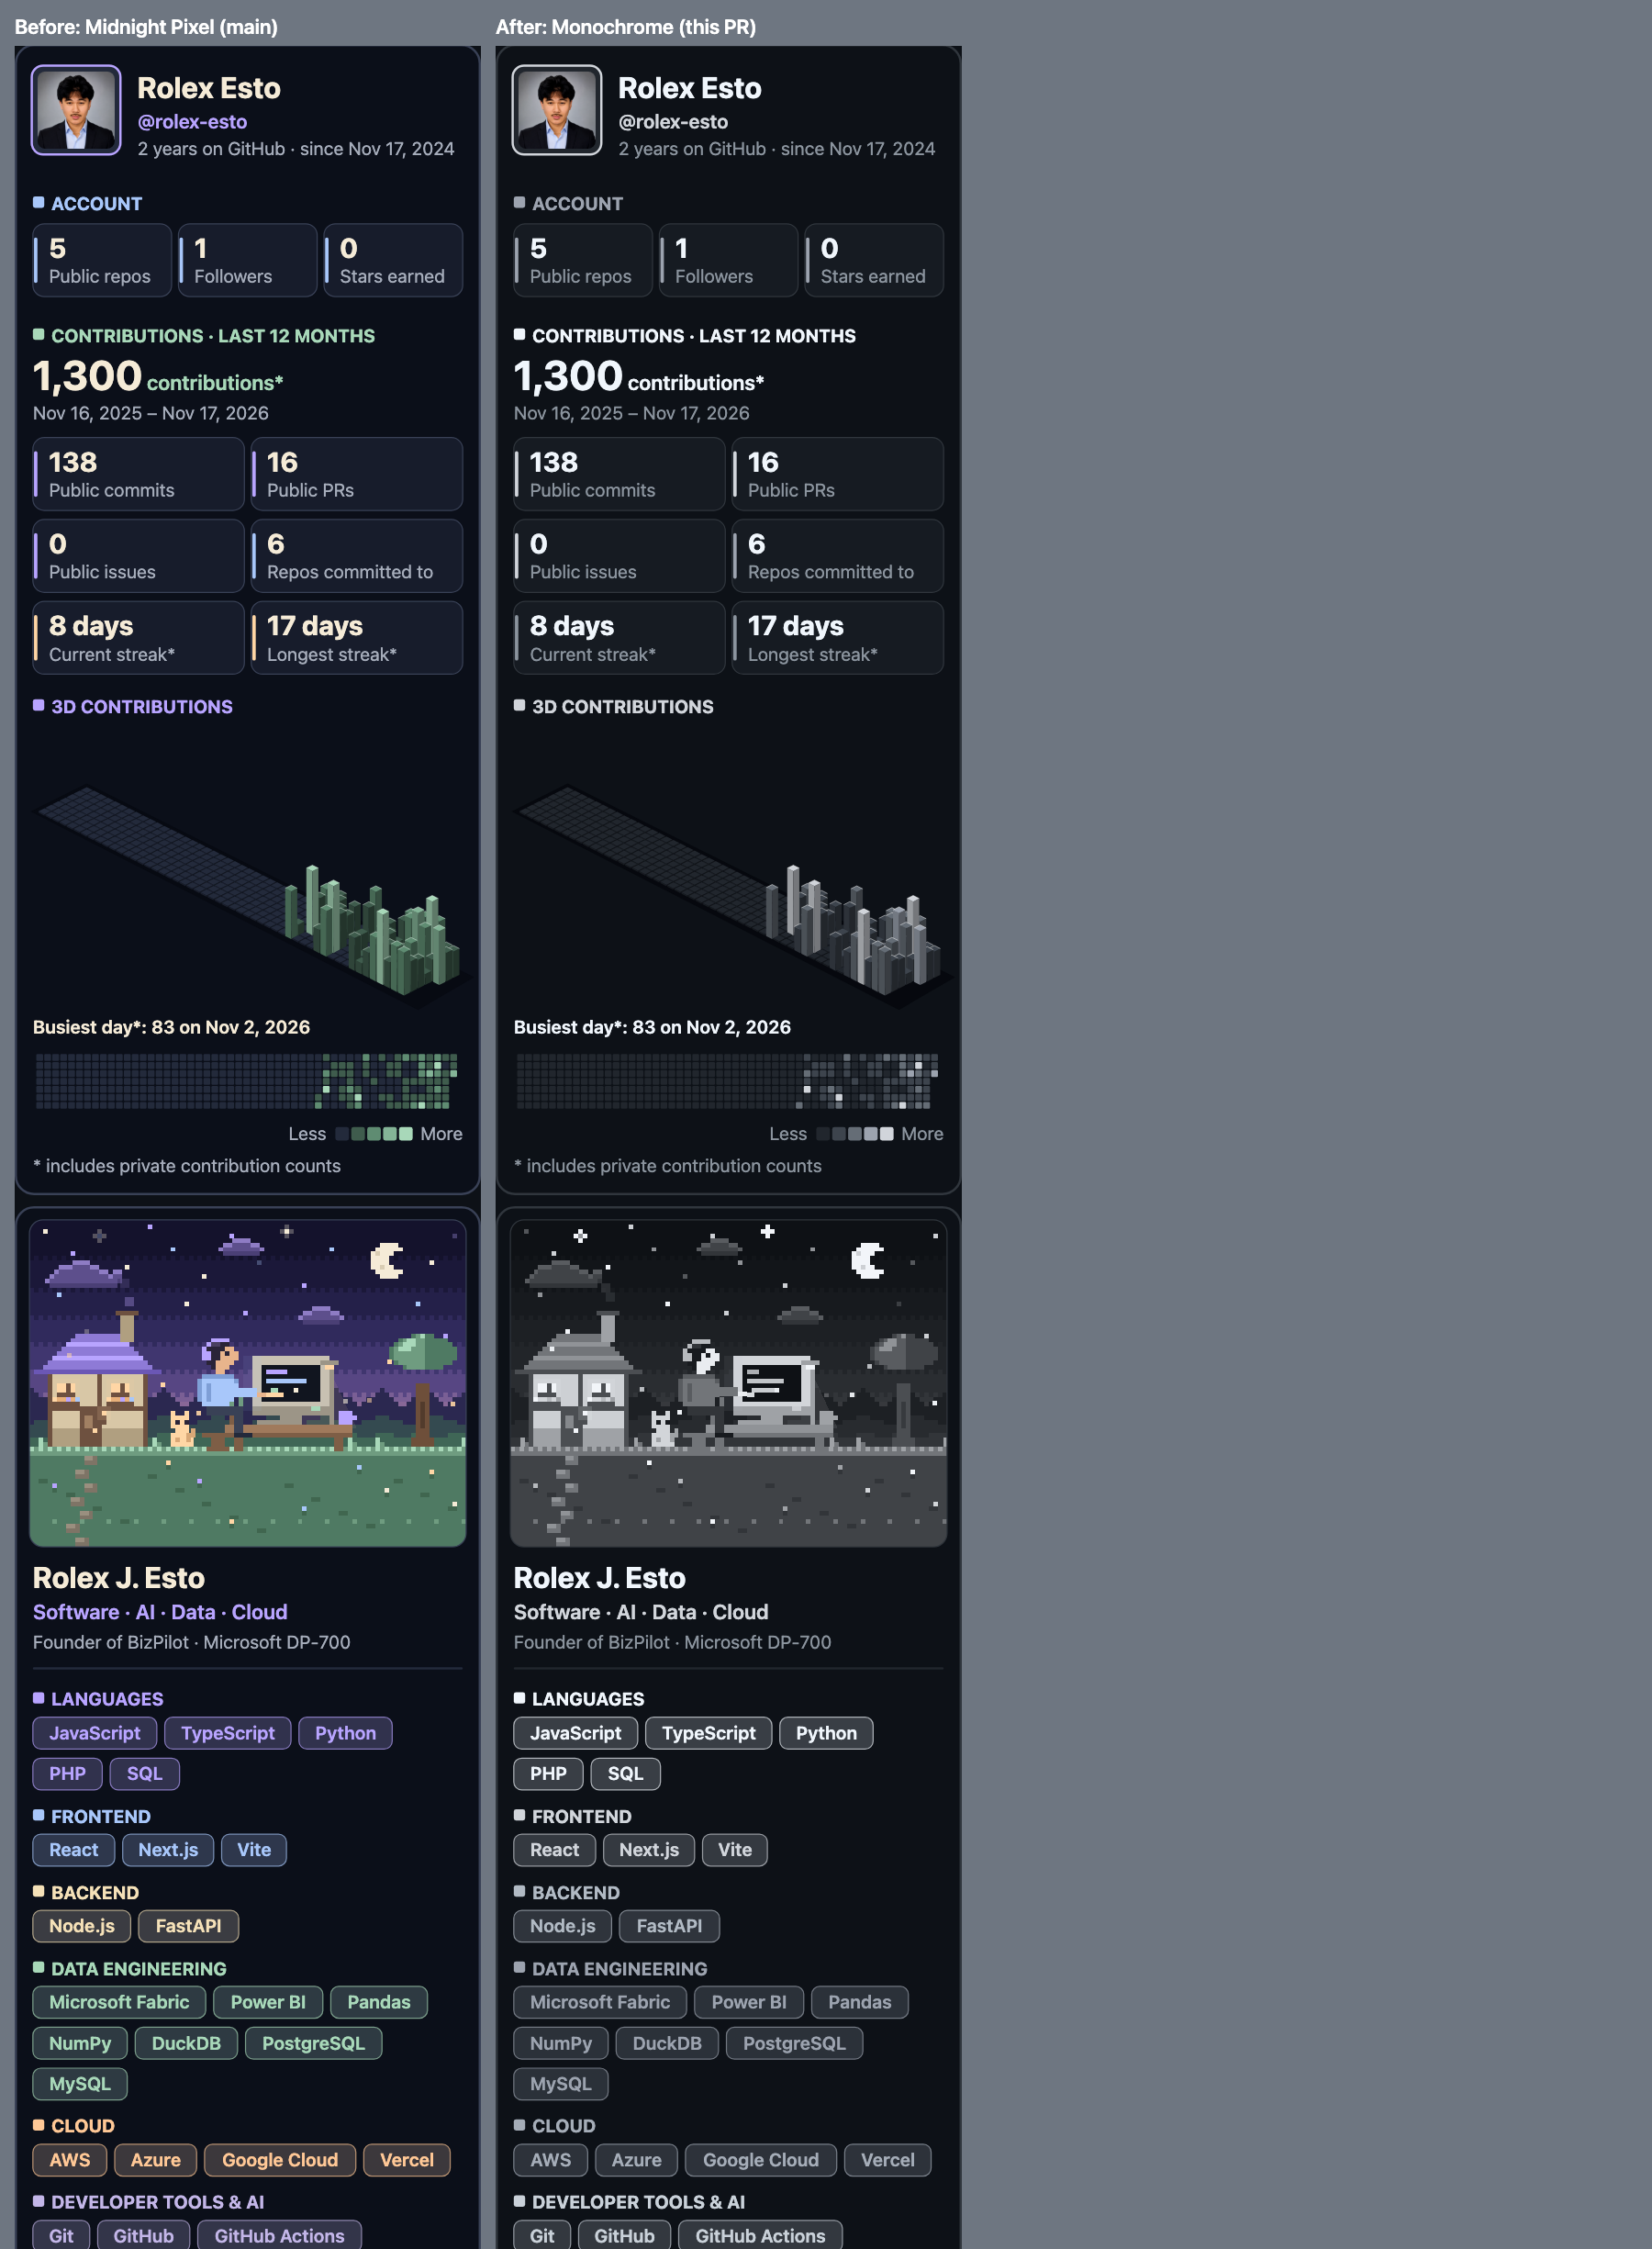 Before: Midnight Pixel (main)
Rolex Esto
@rolex-esto
2 years on GitHub · since Nov 17, 2024
ACCOUNT
5
Public repos
1
Followers
0
Stars earned
CONTRIBUTIONS · LAST 12 MONTHS
1,300 contributions*
Nov 16, 2025 – Nov 17, 2026
138
Public commits
16
Public PRs
0
Public issues
6
Repos committed to
8 days
Current streak*
17 days
Longest streak*
3D CONTRIBUTIONS
Busiest day*: 83 on Nov 2, 2026
Less More
* includes private contribution counts
Rolex J. Esto
Software · AI · Data · Cloud
Founder of BizPilot · Microsoft DP-700
LANGUAGES
JavaScript TypeScript Python
PHP SQL
FRONTEND
React Next.js Vite
BACKEND
Node.js FastAPI
DATA ENGINEERING
Microsoft Fabric Power BI Pandas
NumPy DuckDB PostgreSQL
MySQL
CLOUD
AWS Azure Google Cloud Vercel
DEVELOPER TOOLS & AI
Git GitHub GitHub Actions
After: Monochrome (this PR)
Rolex Esto
@rolex-esto
2 years on GitHub · since Nov 17, 2024
ACCOUNT
5
Public repos
1
Followers
0
Stars earned
CONTRIBUTIONS · LAST 12 MONTHS
1,300 contributions*
Nov 16, 2025 – Nov 17, 2026
138
Public commits
16
Public PRs
0
Public issues
6
Repos committed to
8 days
Current streak*
17 days
Longest streak*
3D CONTRIBUTIONS
Busiest day*: 83 on Nov 2, 2026
Less More
* includes private contribution counts
Rolex J. Esto
Software · AI · Data · Cloud
Founder of BizPilot · Microsoft DP-700
LANGUAGES
JavaScript TypeScript Python
PHP SQL
FRONTEND
React Next.js Vite
BACKEND
Node.js FastAPI
DATA ENGINEERING
Microsoft Fabric Power BI Pandas
NumPy DuckDB PostgreSQL
MySQL
CLOUD
AWS Azure Google Cloud Vercel
DEVELOPER TOOLS & AI
Git GitHub GitHub Actions